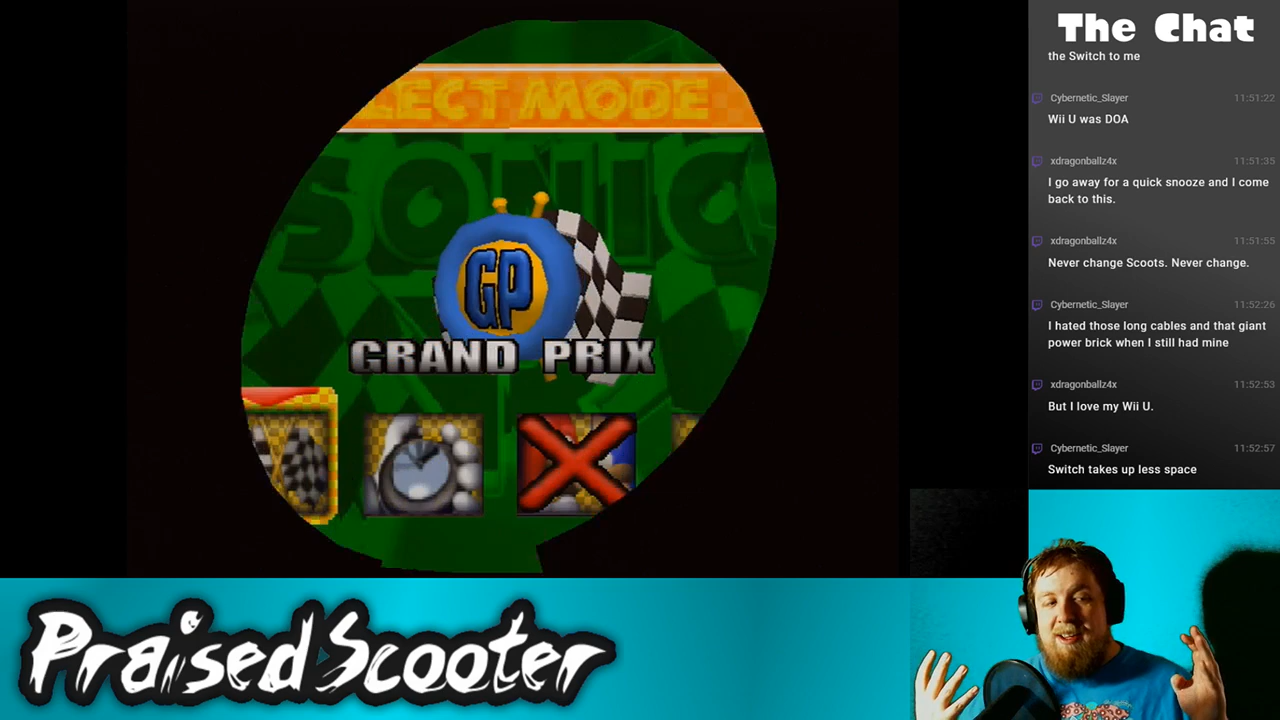 LECT MODE
SONIC
GP
GRAND PRIX
The Chat
the Switch to me
Cybernetic_Slayer 11:51:22
Wii U was DOA
xdragonballz4x 11:51:35
I go away for a quick snooze and I come
back to this.
xdragonballz4x 11:51:55
Never change Scoots. Never change.
Cybernetic_Slayer 11:52:26
I hated those long cables and that giant
power brick when I still had mine
xdragonballz4x 11:52:53
But I love my Wii U.
Cybernetic_Slayer 11:52:57
Switch takes up less space
PraisedScooter